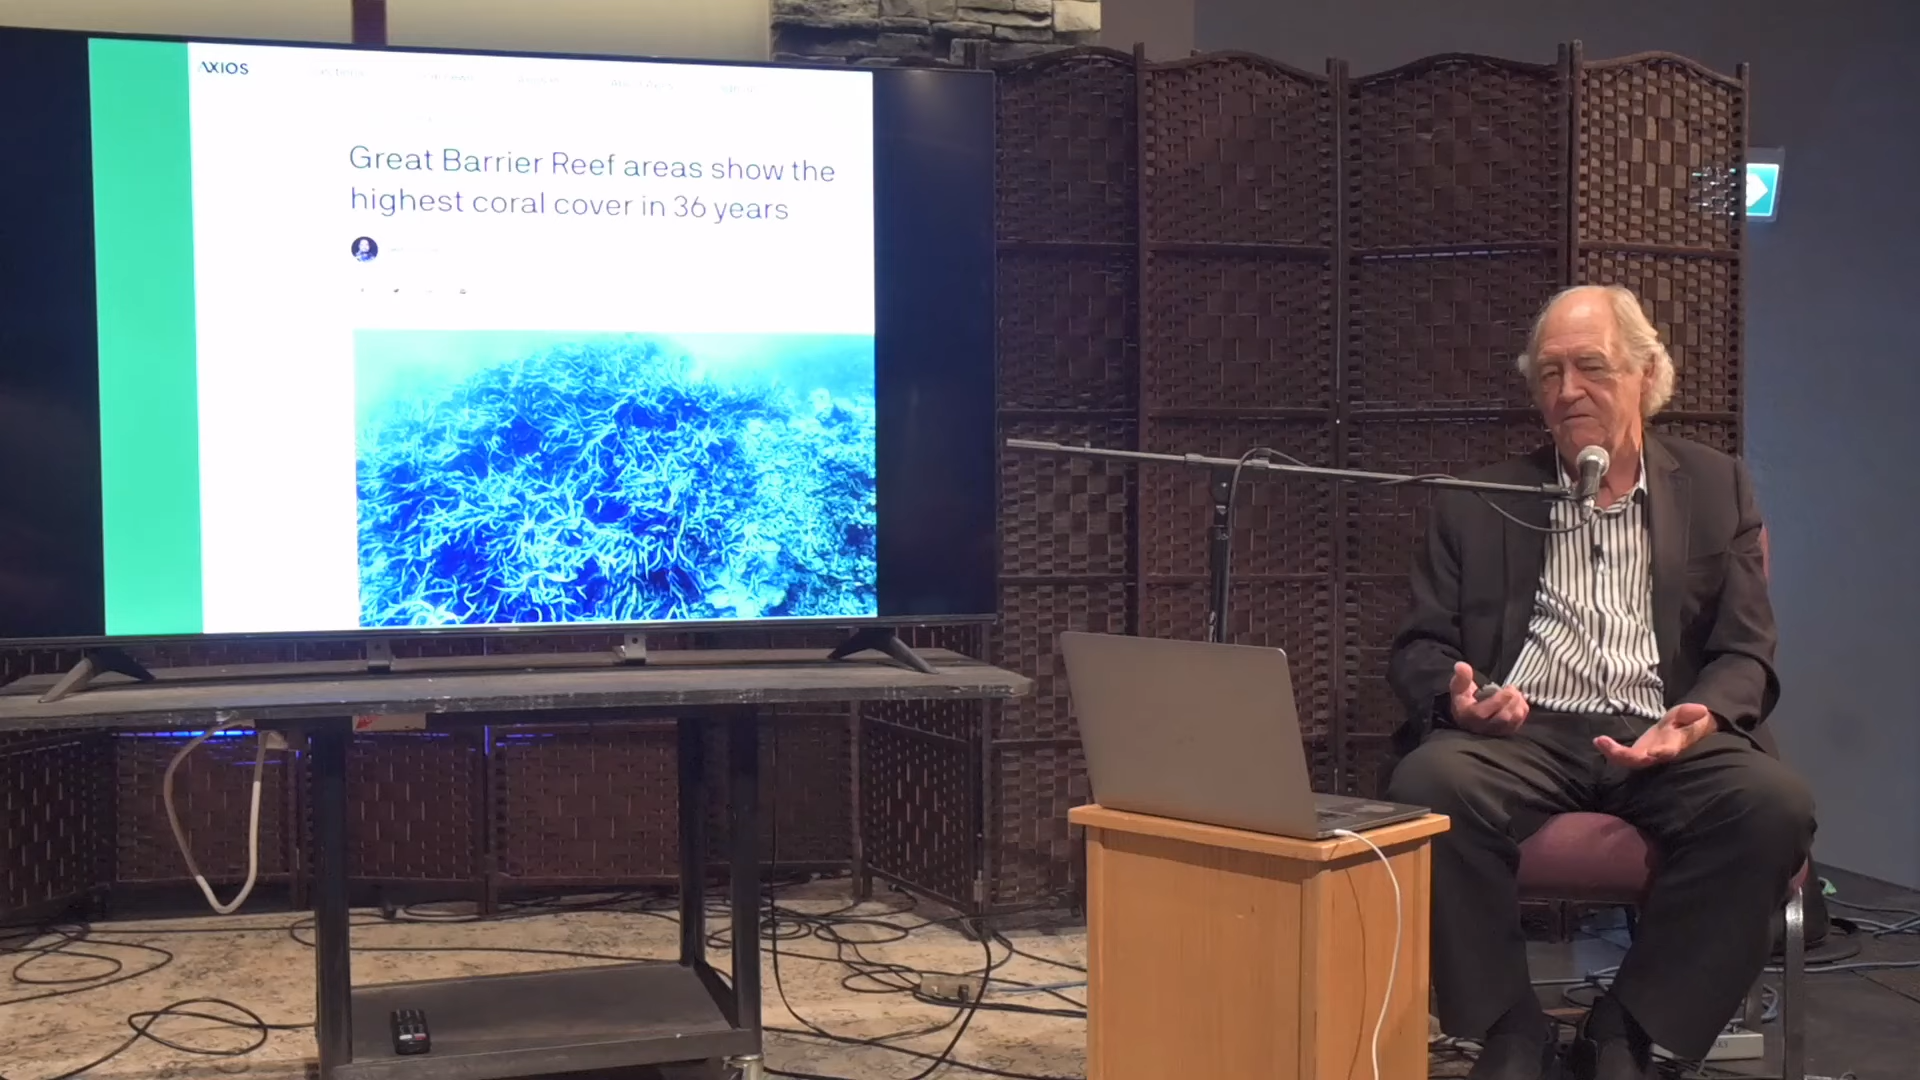 AXIOS
Great Barrier Reef areas show the
highest coral cover in 36 years